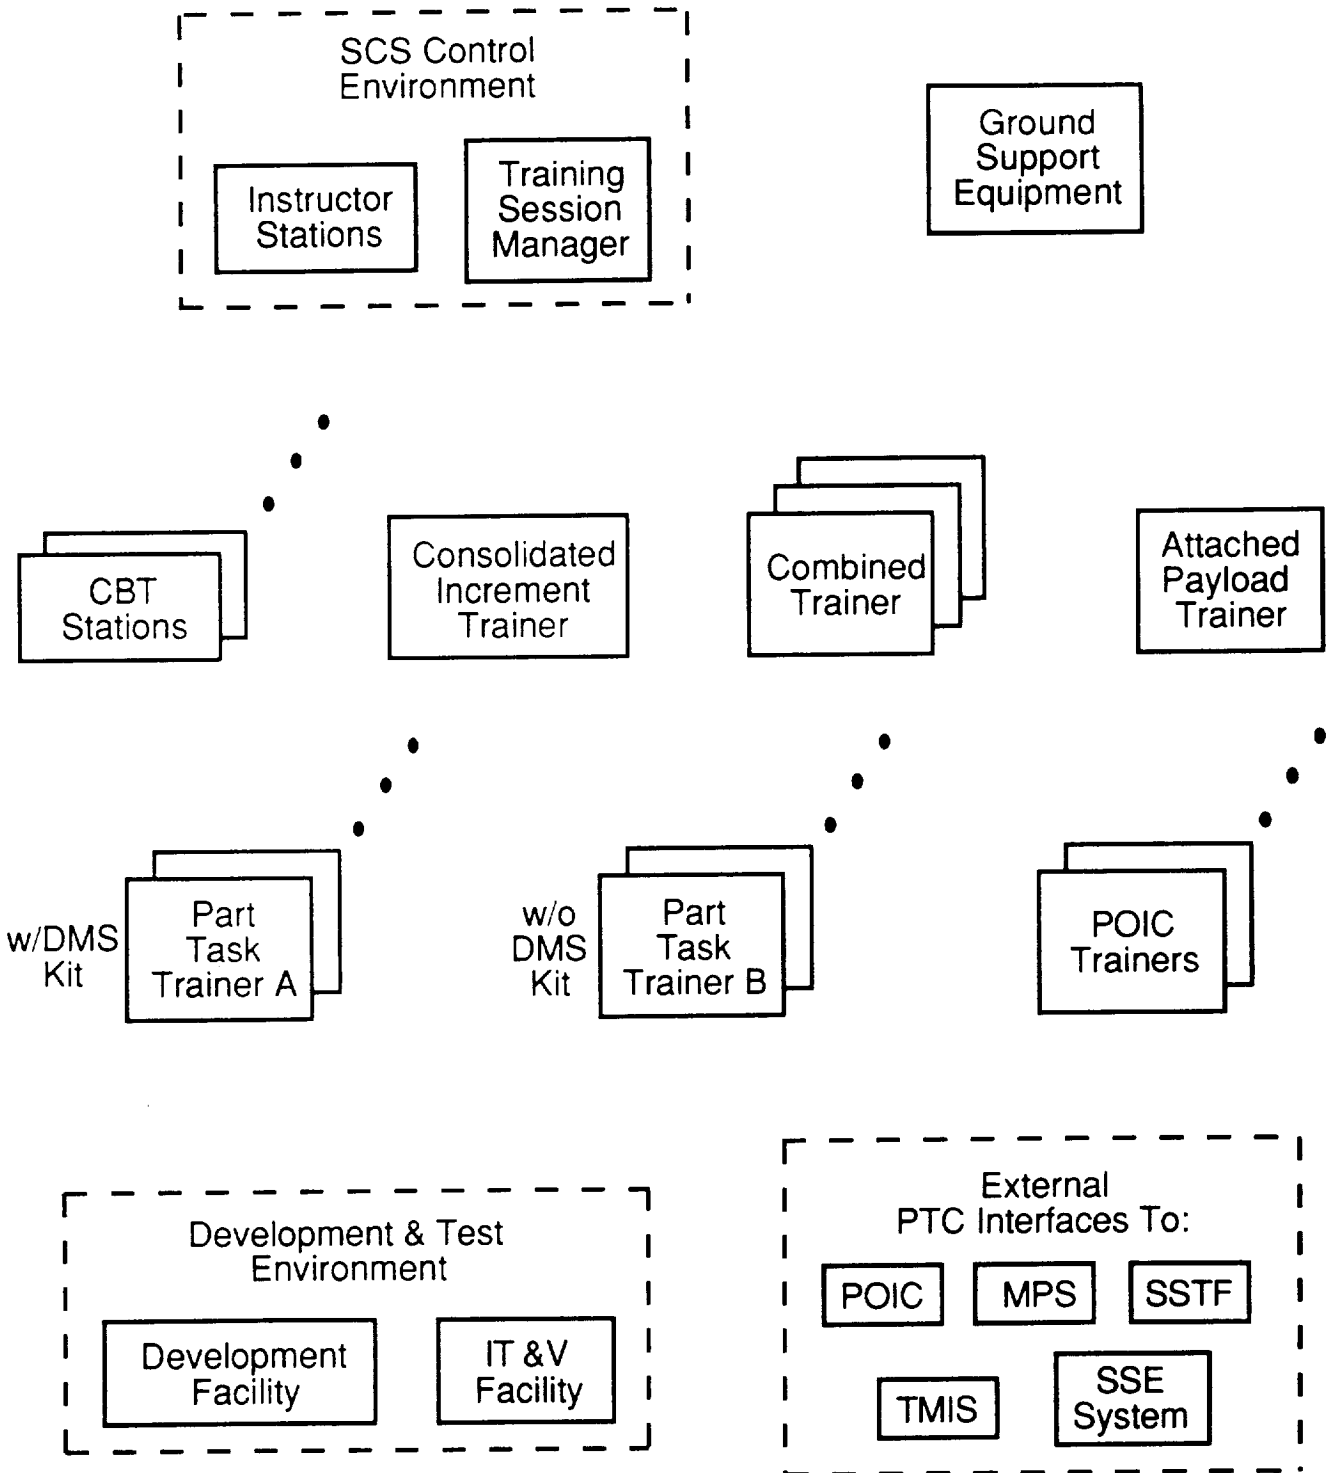 SCS Control
Environment
Instructor
Stations
Training
Session
Manager
Ground
Support
Equipment
CBT
Stations
Consolidated
Increment
Trainer
Combined
Trainer
Attached
Payload
Trainer
w/DMS
Kit
Part
Task
Trainer A
w/o
DMS
Kit
Part
Task
Trainer B
POIC
Trainers
Development & Test
Environment
Development
Facility
IT &V
Facility
External
PTC Interfaces To:
POIC
MPS
SSTF
TMIS
SSE
System